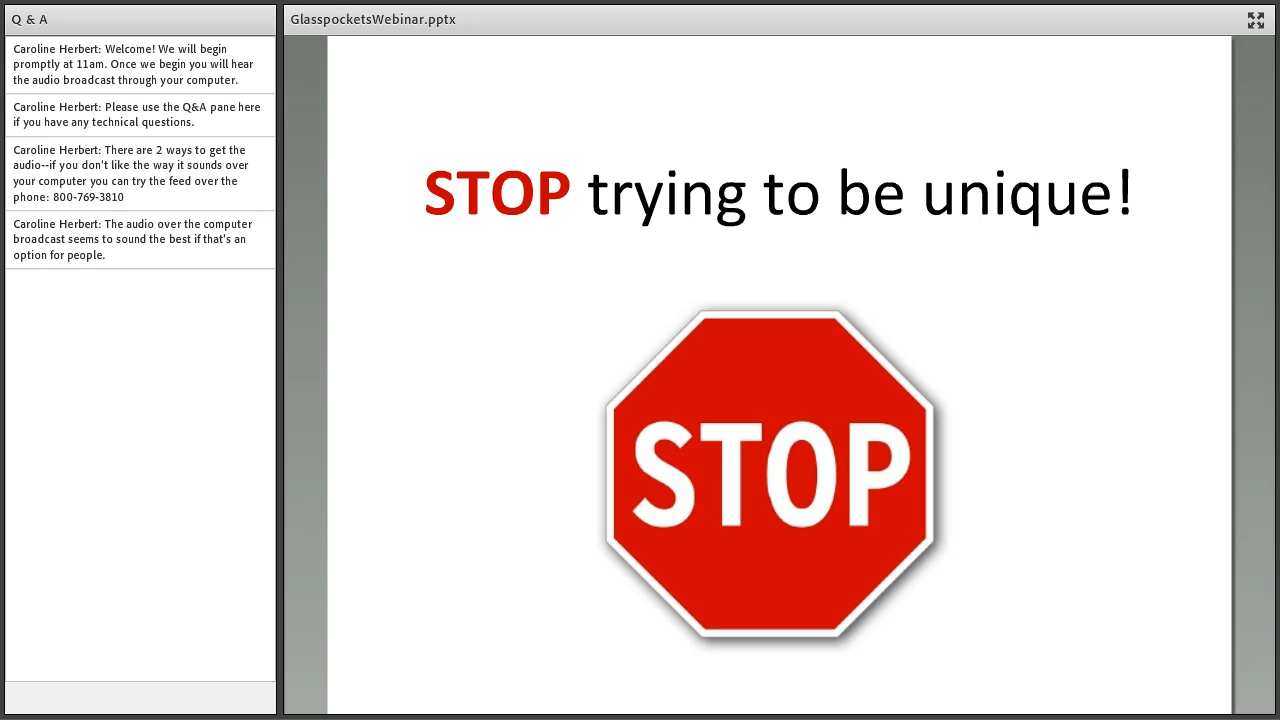 Q & A
Caroline Herbert: Welcome! We will begin
promptly at 11am. Once we begin you will hear
the audio broadcast through your computer.
Caroline Herbert: Please use the Q&A pane here
if you have any technical questions.
Caroline Herbert: There are 2 ways to get the
audio--if you don't like the way it sounds over
your computer you can try the feed over the
phone: 800-769-3810
Caroline Herbert: The audio over the computer
broadcast seems to sound the best if that's an
option for people.
GlasspocketsWebinar.pptx
STOP trying to be unique!
STOP